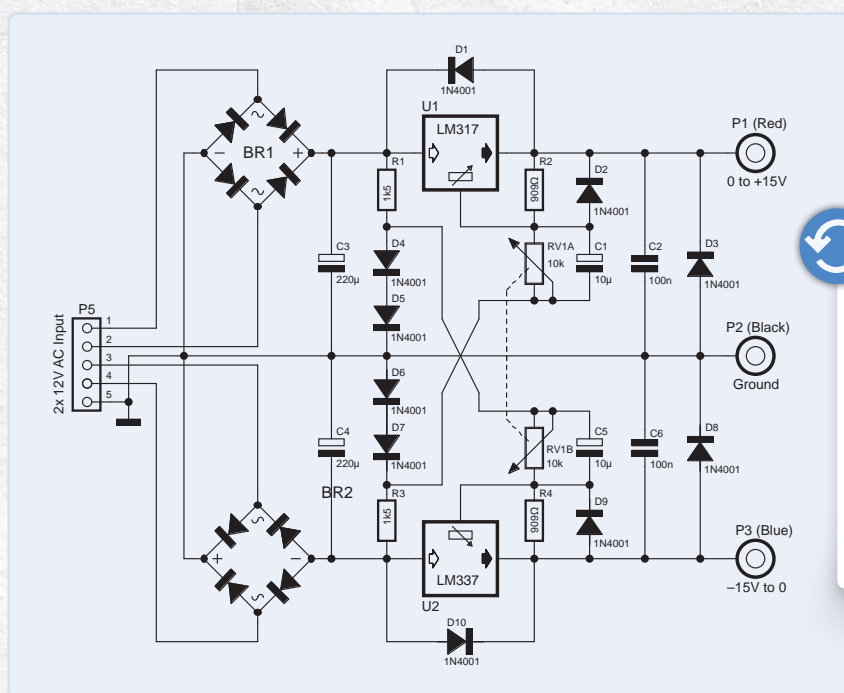 D1
1N4001
U1
LM317
P1 (Red)
0 to +15V
BR1
~
~
−
+
R1
1k5
R2
909Ω
D2
1N4001
C3
220µ
D4
1N4001
RV1A
10k
C1
10µ
C2
100n
D3
1N4001
D5
1N4001
P5
2x 12V AC Input
1
2
3
4
5
P2 (Black)
Ground
D6
1N4001
C4
220µ
D7
1N4001
RV1B
10k
C5
10µ
C6
100n
D8
1N4001
BR2
~
~
+
−
R3
1k5
R4
909Ω
D9
1N4001
LM337
U2
P3 (Blue)
–15V to 0
D10
1N4001